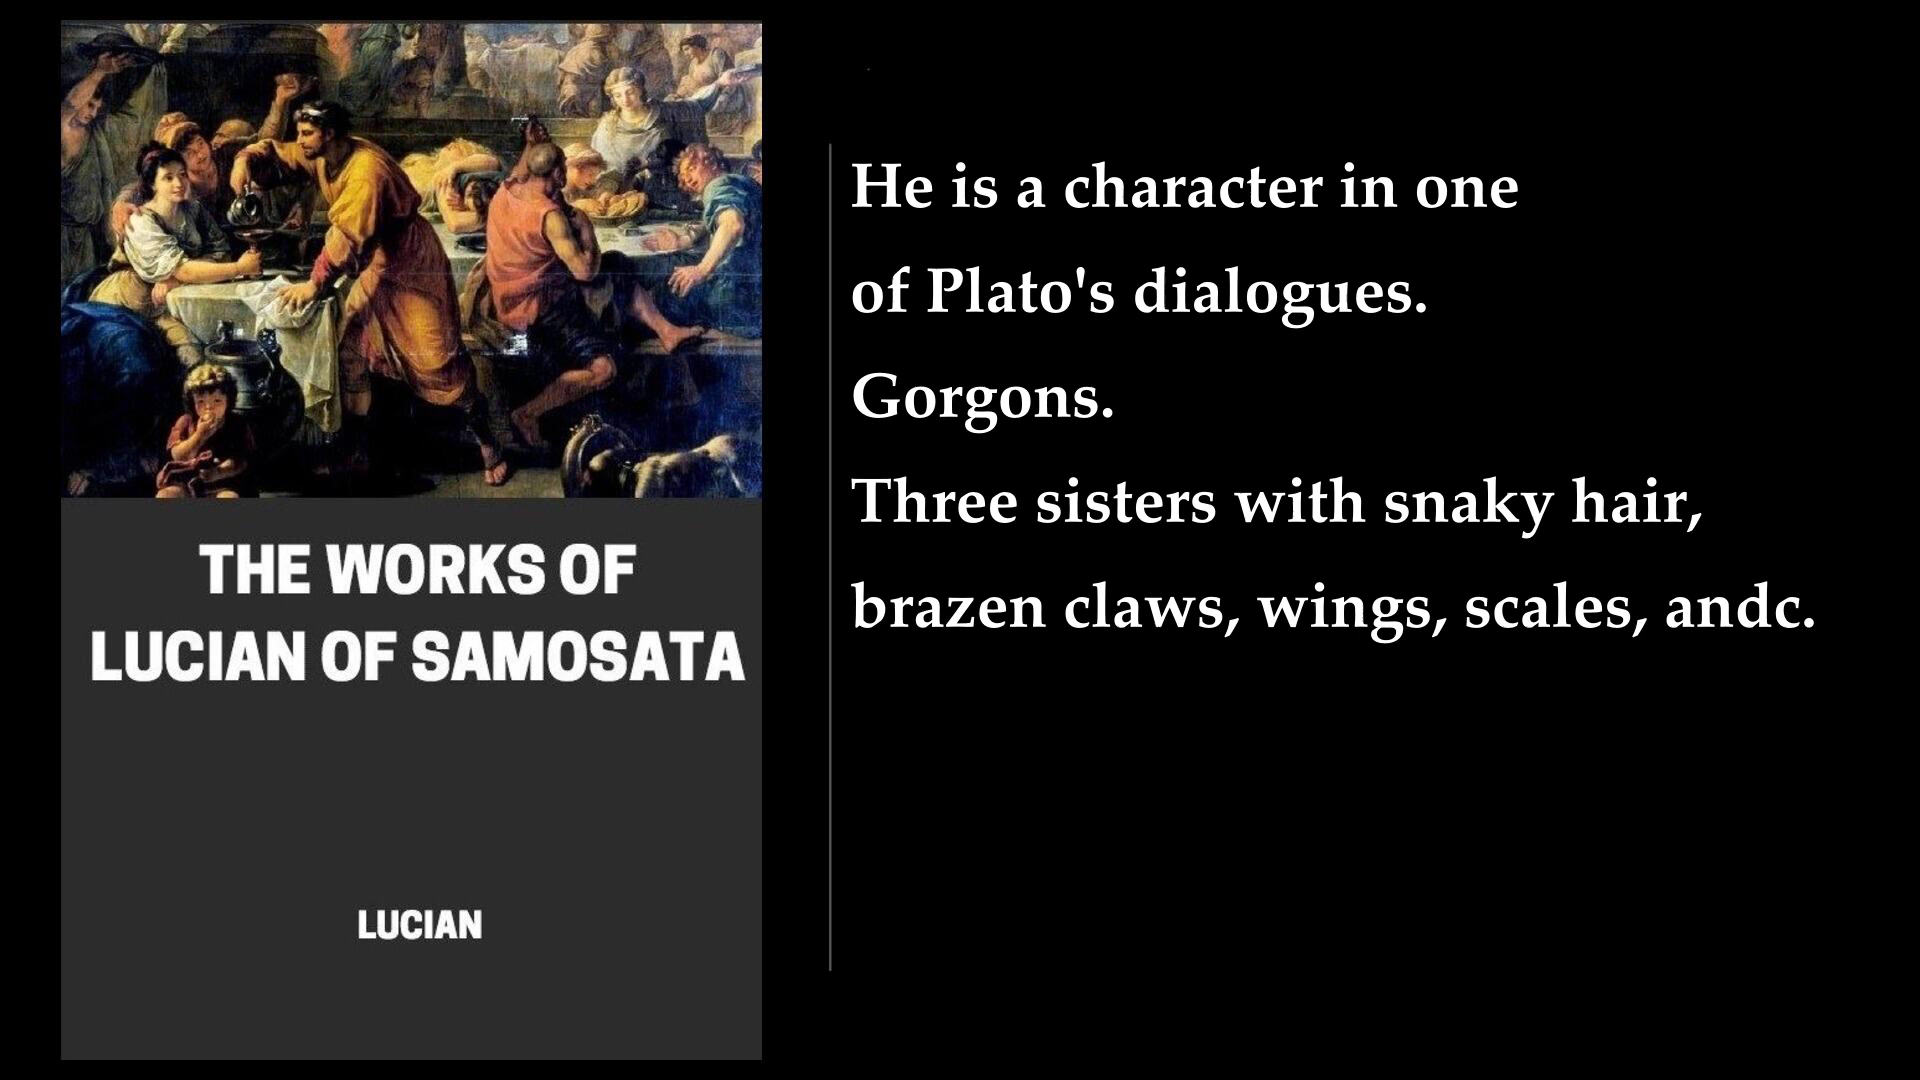 THE WORKS OF
LUCIAN OF SAMOSATA
LUCIAN
He is a character in one
of Plato's dialogues.
Gorgons.
Three sisters with snaky hair,
brazen claws, wings, scales, andc.